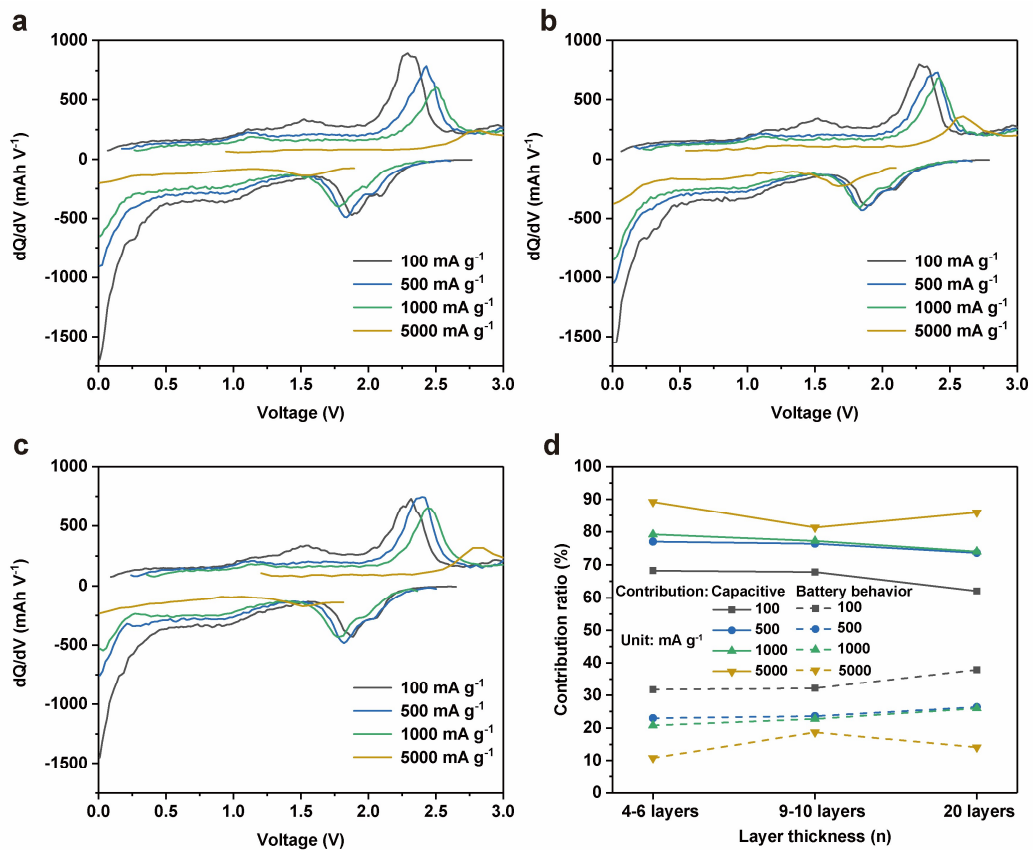 a
1000
500
0
-500
-1000
-1500
dQ/dV (mAh V⁻¹)
100 mA g⁻¹
500 mA g⁻¹
1000 mA g⁻¹
5000 mA g⁻¹
0.0 0.5 1.0 1.5 2.0 2.5 3.0
Voltage (V)
b
1000
500
0
-500
-1000
-1500
dQ/dV (mAh V⁻¹)
100 mA g⁻¹
500 mA g⁻¹
1000 mA g⁻¹
5000 mA g⁻¹
0.0 0.5 1.0 1.5 2.0 2.5 3.0
Voltage (V)
c
1000
500
0
-500
-1000
-1500
dQ/dV (mAh V⁻¹)
100 mA g⁻¹
500 mA g⁻¹
1000 mA g⁻¹
5000 mA g⁻¹
0.0 0.5 1.0 1.5 2.0 2.5 3.0
Voltage (V)
d
100
90
80
70
60
50
40
30
20
10
0
Contribution ratio (%)
Contribution: Capacitive Battery behavior
100 100
Unit: mA g⁻¹ 500 500
1000 1000
5000 5000
4-6 layers 9-10 layers 20 layers
Layer thickness (n)